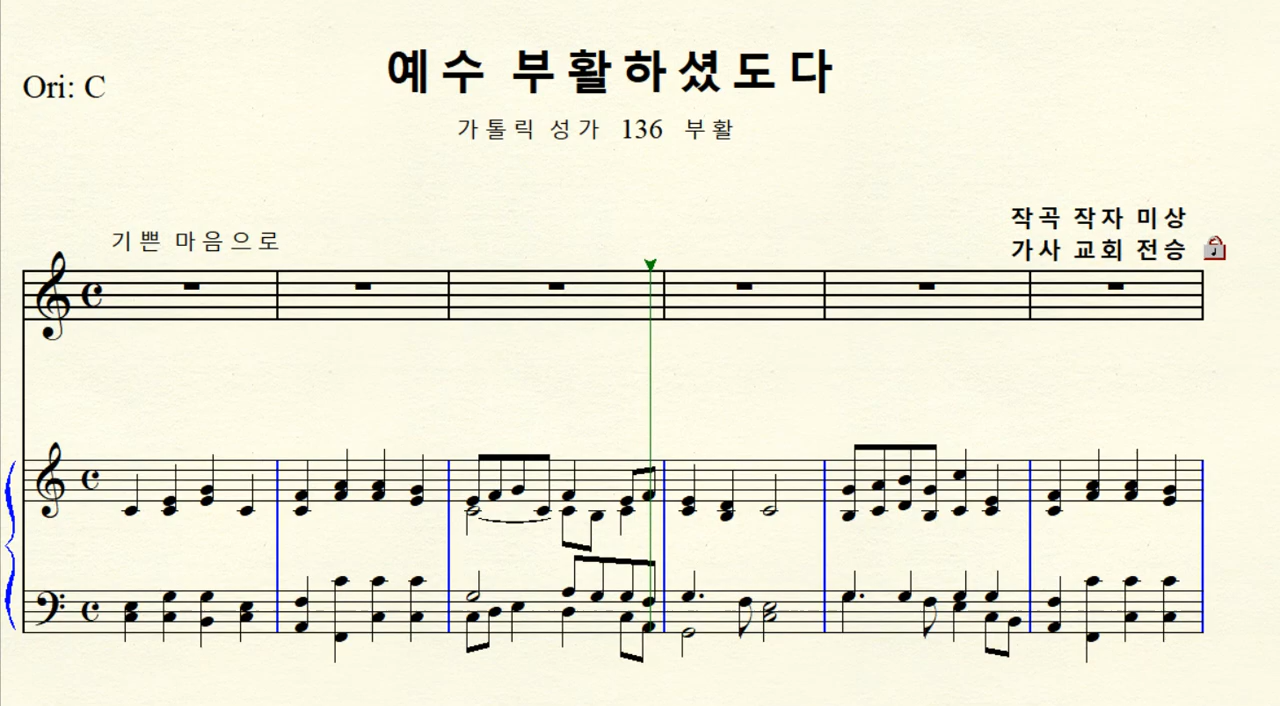 예수 부활하셨도다
Ori: C
가톨릭 성가 136 부활
작곡 작자 미상
기쁜 마음으로
가사 교회 전승